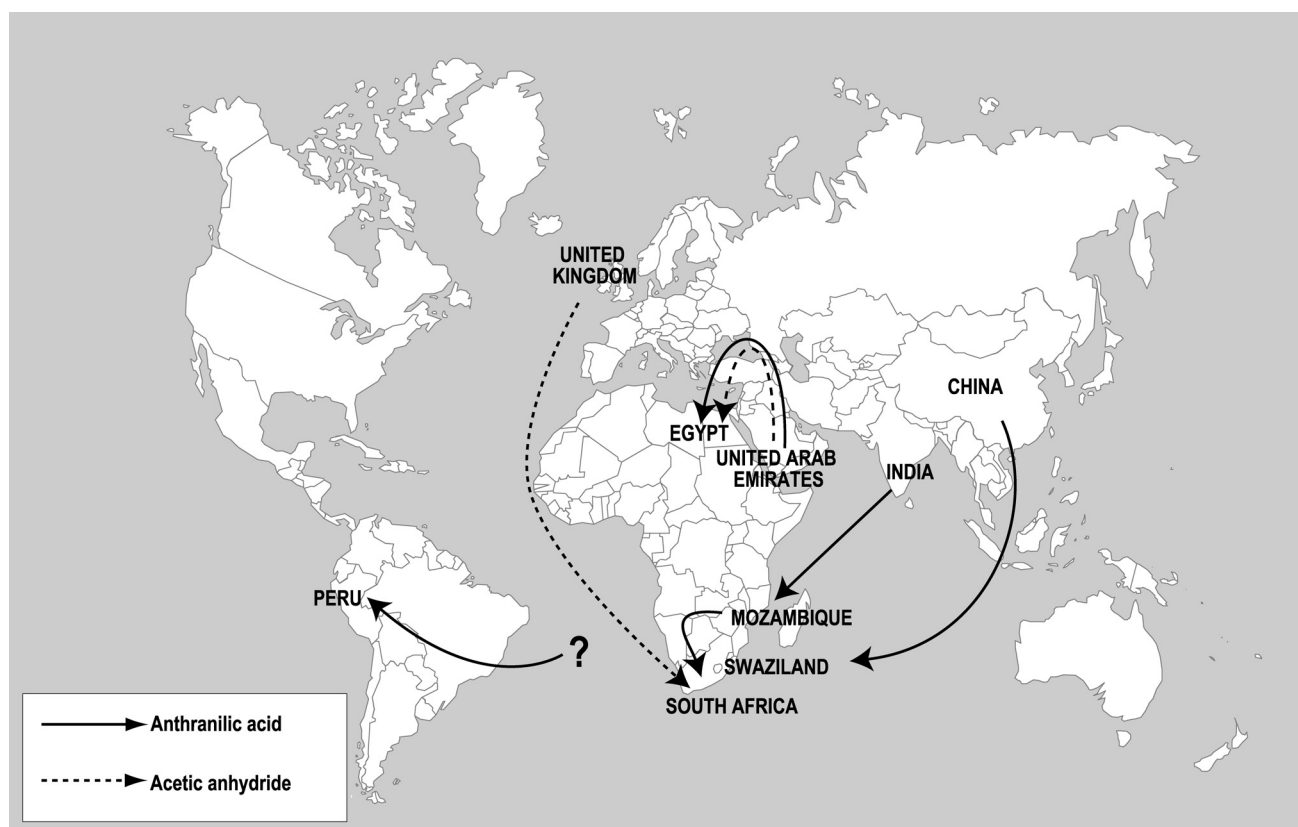 UNITED
KINGDOM
CHINA
EGYPT
UNITED ARAB
EMIRATES
INDIA
PERU
MOZAMBIQUE
?
SWAZILAND
SOUTH AFRICA
Anthranilic acid
Acetic anhydride